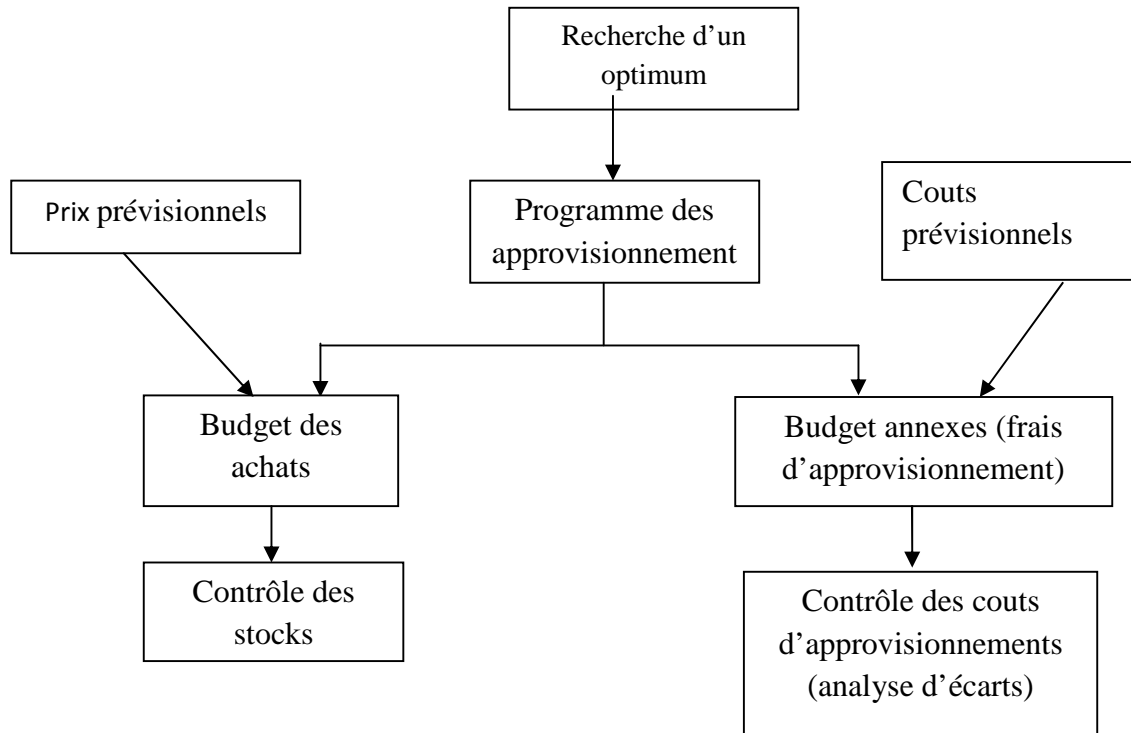 Recherche d’un
optimum
Prix prévisionnels
Programme des
approvisionnement
Couts
prévisionnels
Budget des
achats
Budget annexes (frais
d’approvisionnement)
Contrôle des
stocks
Contrôle des couts
d’approvisionnements
(analyse d’écarts)